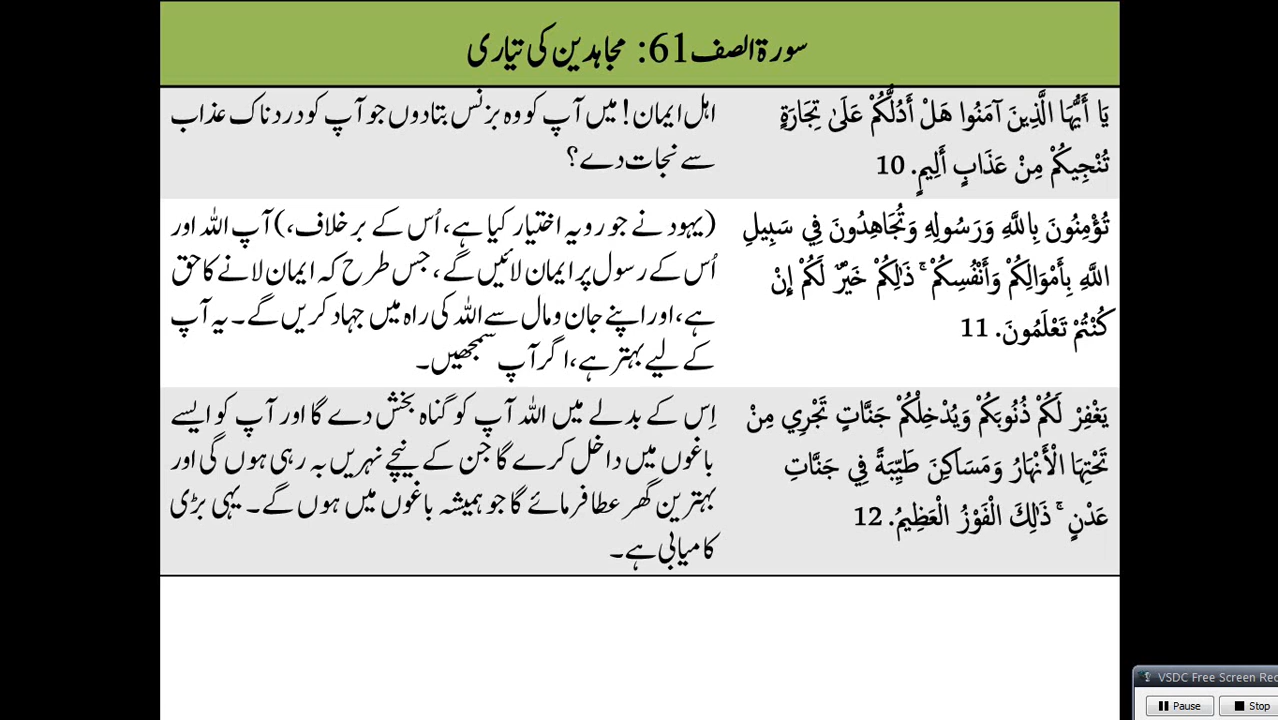 سورۃ الصف 61: مجاہدین کی تیاری
يَا أَيُّهَا الَّذِينَ آمَنُوا هَلْ أَدُلُّكُمْ عَلَىٰ تِجَارَةٍ
تُنْجِيكُمْ مِنْ عَذَابٍ أَلِيمٍ. 10
اہل ایمان! میں آپ کو وہ بزنس بتا دوں جو آپ کو دردناک عذاب
سے نجات دے؟
تُؤْمِنُونَ بِاللَّهِ وَرَسُولِهِ وَتُجَاهِدُونَ فِي سَبِيلِ
اللَّهِ بِأَمْوَالِكُمْ وَأَنْفُسِكُمْ ۚ ذَٰلِكُمْ خَيْرٌ لَكُمْ إِنْ
كُنْتُمْ تَعْلَمُونَ. 11
(یہود نے جو رویہ اختیار کیا ہے، اُس کے برخلاف،) آپ اللہ اور
اُس کے رسول پر ایمان لائیں گے، جس طرح کہ ایمان لانے کا حق
ہے، اور اپنے جان و مال سے اللہ کی راہ میں جہاد کریں گے۔ یہ آپ
کے لیے بہتر ہے، اگر آپ سمجھیں۔
يَغْفِرْ لَكُمْ ذُنُوبَكُمْ وَيُدْخِلْكُمْ جَنَّاتٍ تَجْرِي مِنْ
تَحْتِهَا الْأَنْهَارُ وَمَسَاكِنَ طَيِّبَةً فِي جَنَّاتِ
عَدْنٍ ۚ ذَٰلِكَ الْفَوْزُ الْعَظِيمُ. 12
اِس کے بدلے میں اللہ آپ کو گناہ بخش دے گا اور آپ کو ایسے
باغوں میں داخل کرے گا جن کے نیچے نہریں بہ رہی ہوں گی اور
بہترین گھر عطا فرمائے گا جو ہمیشہ باغوں میں ہوں گے۔ یہی بڑی
کامیابی ہے۔
VSDC Free Screen Rec
Pause Stop